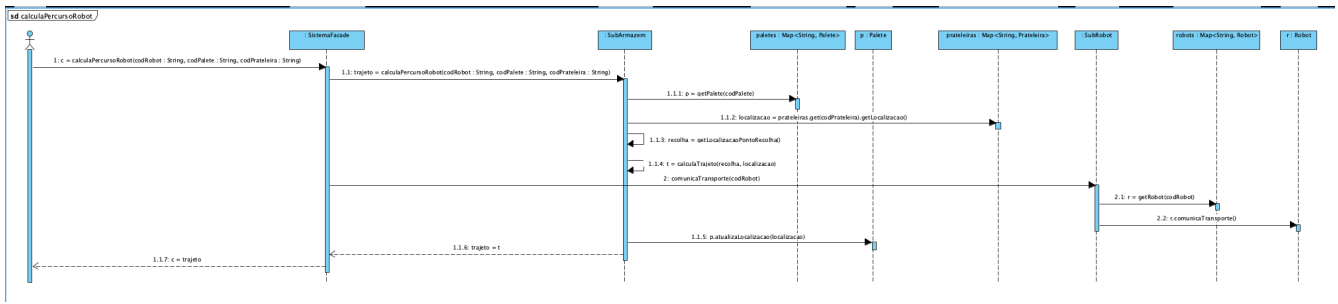 sd calculaPercursoRobot
: SistemaFacade
: SubArmazem
paletes : Map<String, Palete>
p : Palete
prateleiras : Map<String, Prateleira>
: SubRobot
robots : Map<String, Robot>
r : Robot
1: c = calculaPercursoRobot(codRobot : String, codPalete : String, codPrateleira : String)
1.1: trajeto = calculaPercursoRobot(codRobot : String, codPalete : String, codPrateleira : String)
1.1.1: p = getPalete(codPalete)
1.1.2: localizacao = prateleiras.get(codPrateleira).getLocalizacao()
1.1.3: recolha = getLocalizacaoPontoRecolha()
1.1.4: t = calculaTrajeto(recolha, localizacao)
2: comunicaTransporte(codRobot)
2.1: r = getRobot(codRobot)
2.2: r.comunicaTransporte()
1.1.5: p.atualizaLocalizacao(localizacao)
1.1.6: trajeto = t
1.1.7: c = trajeto